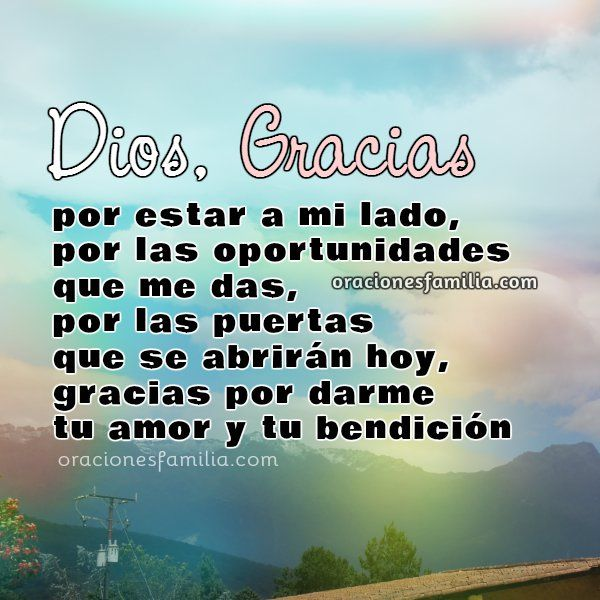 Dios, Gracias
por estar a mi lado,
por las oportunidades
que me das,
oracionesfamilia.com
por las puertas
que se abrirán hoy,
gracias por darme
tu amor y tu bendición
oracionesfamilia.com